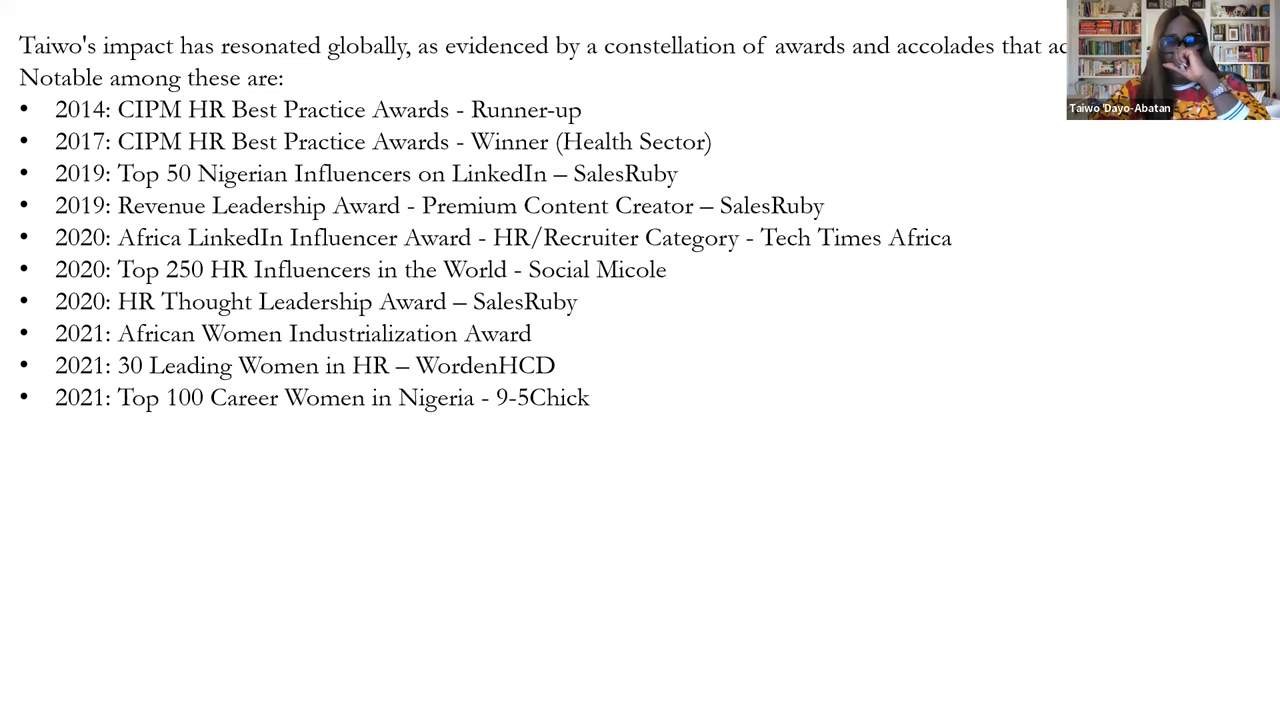 Taiwo's impact has resonated globally, as evidenced by a constellation of awards and accolades that
Notable among these are:
• 2014: CIPM HR Best Practice Awards - Runner-up
• 2017: CIPM HR Best Practice Awards - Winner (Health Sector)
• 2019: Top 50 Nigerian Influencers on LinkedIn – SalesRuby
• 2019: Revenue Leadership Award - Premium Content Creator – SalesRuby
• 2020: Africa LinkedIn Influencer Award - HR/Recruiter Category - Tech Times Africa
• 2020: Top 250 HR Influencers in the World - Social Micole
• 2020: HR Thought Leadership Award – SalesRuby
• 2021: African Women Industrialization Award
• 2021: 30 Leading Women in HR – WordenHCD
• 2021: Top 100 Career Women in Nigeria - 9-5Chick
Taiwo 'Dayo-Abatan